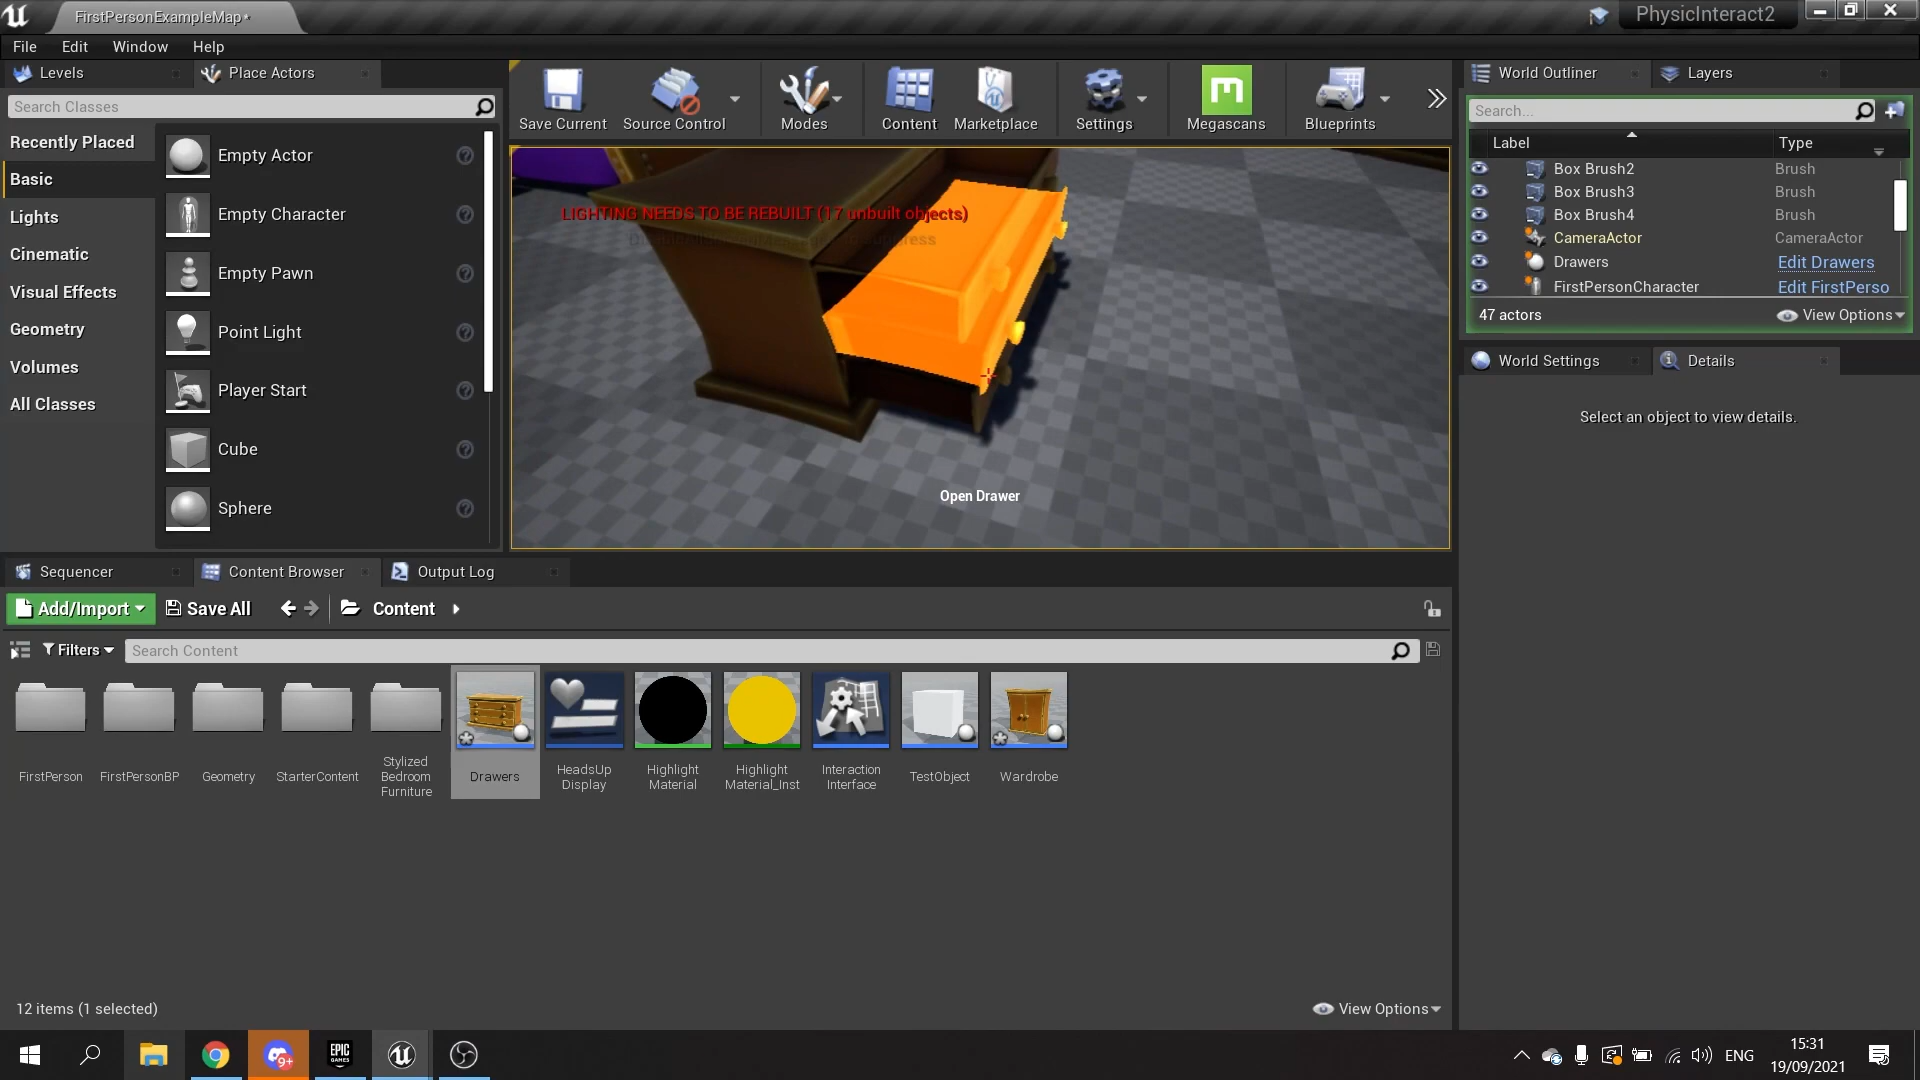 FirstPersonExampleMap*
PhysicInteract2
File Edit Window Help
Levels
Place Actors
Search Classes
Recently Placed
Basic
Lights
Cinematic
Visual Effects
Geometry
Volumes
All Classes
Empty Actor
Empty Character
Empty Pawn
Point Light
Player Start
Cube
Sphere
Save Current
Source Control
Modes
Content
Marketplace
Settings
Megascans
Blueprints
LIGHTING NEEDS TO BE REBUILT (17 unbuilt objects)
Open Drawer
World Outliner
Layers
Search...
Label Type
Box Brush2 Brush
Box Brush3 Brush
Box Brush4 Brush
CameraActor CameraActor
Drawers Edit Drawers
FirstPersonCharacter Edit FirstPerso
47 actors
View Options
World Settings
Details
Select an object to view details.
Sequencer
Content Browser
Output Log
Add/Import
Save All
Content
Filters
Search Content
FirstPerson
FirstPersonBP
Geometry
StarterContent
Stylized
Bedroom
Furniture
Drawers
HeadsUp
Display
Highlight
Material
Highlight
Material_Inst
Interaction
Interface
TestObject
Wardrobe
12 items (1 selected)
View Options
9+
EPIC
GAMES
ENG
15:31
19/09/2021